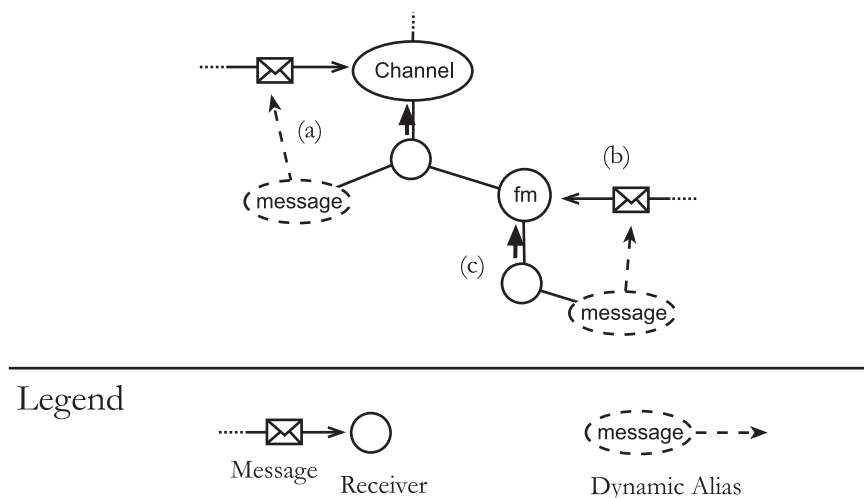 Channel
(a)
(b)
message
fm
(c)
message
Legend
message
Message
Receiver
Dynamic Alias